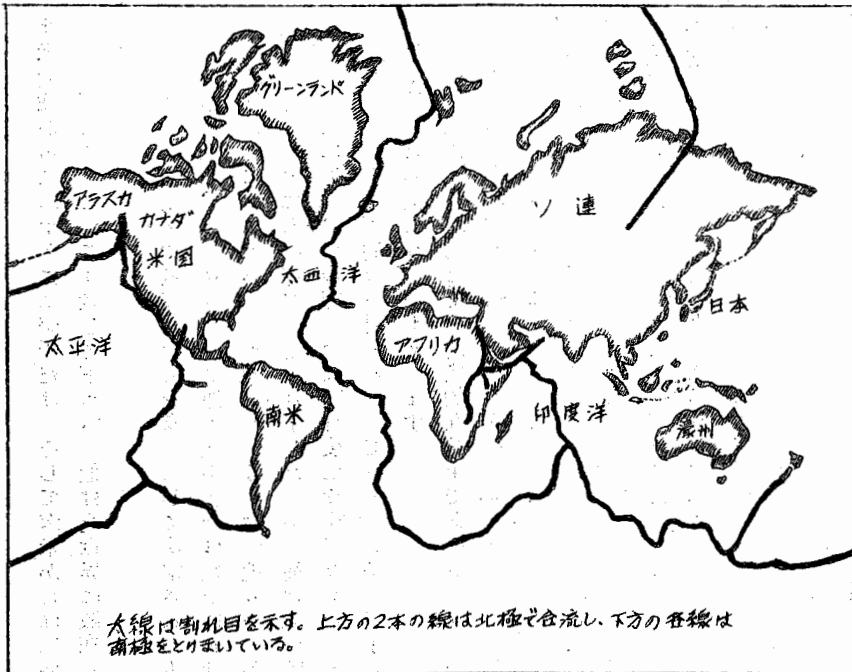 グリーンランド
アラスカ
カナダ
米国
ソ連
太西洋
日本
太平洋
アフリカ
南米
印度洋
濠州
太線は割れ目を示す。上方の2本の線は北極で合流し、下方の各線は
南極をとりまいている。